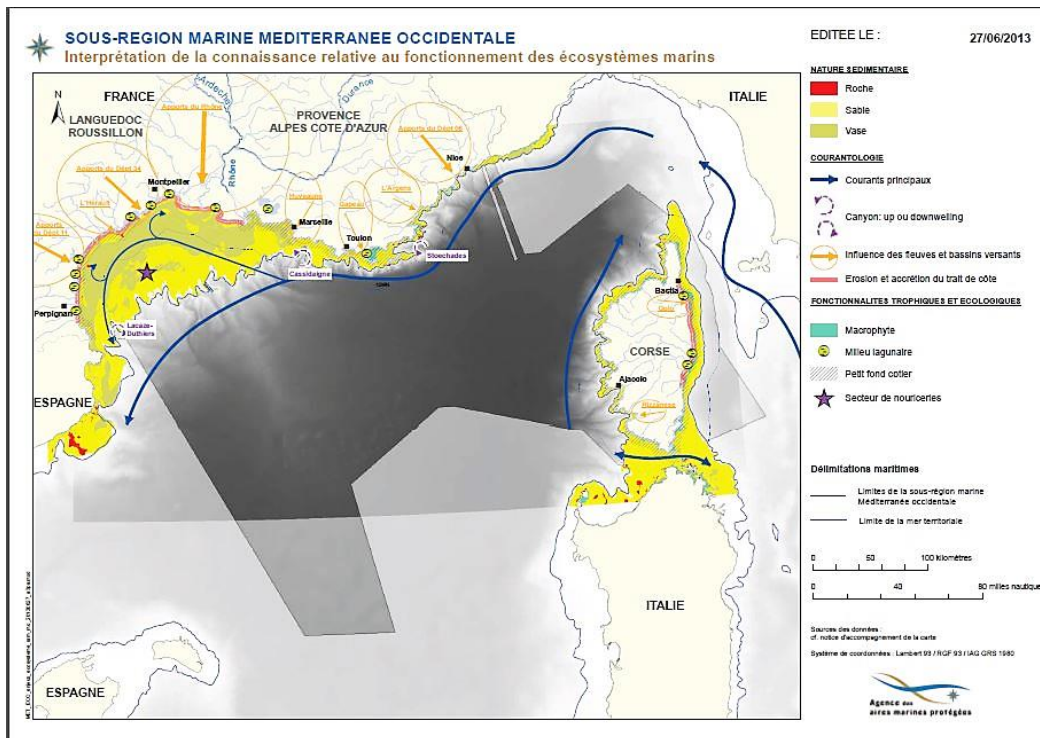 SOUS-REGION MARINE MEDITERRANEE OCCIDENTALE
Interprétation de la connaissance relative au fonctionnement des écosystèmes marins
EDITEE LE :
27/06/2013
N
FRANCE
ITALIE
LANGUEDOC
ROUSSILLON
PROVENCE
ALPES COTE D'AZUR
Ardèche
Durance
Rhône
Apports du Rhône
Apports du Dépt 34
Apports du Dépt 06
Apports
du Dépt 11
L'Hérault
Montpellier
Nice
L'Argens
Huveaune
Gapeau
Marseille
Toulon
Cassidaigne
Stoechades
Perpignan
Lacaze-
Duthiers
Bastia
Golo
CORSE
Ajaccio
Rizzanese
ESPAGNE
ITALIE
ESPAGNE
NATURE SEDIMENTAIRE
Roche
Sable
Vase
COURANTOLOGIE
Courants principaux
Canyon: up ou downwelling
Influence des fleuves et bassins versants
Erosion et accrétion du trait de côte
FONCTIONNALITES TROPHIQUES ET ECOLOGIQUES
Macrophyte
Milieu lagunaire
Petit fond cotier
Secteur de nouriceries
Délimitations maritimes
Limites de la sous-région marine
Méditerranée occidentale
Limite de la mer territoriale
0 50 100 kilomètres
0 40 80 milles nautique
Sources des données :
cf. notice d'accompagnement de la carte
Système de coordonnées : Lambert 93 / RGF 93 / IAG GRS 1980
Agence des
aires marines protégées